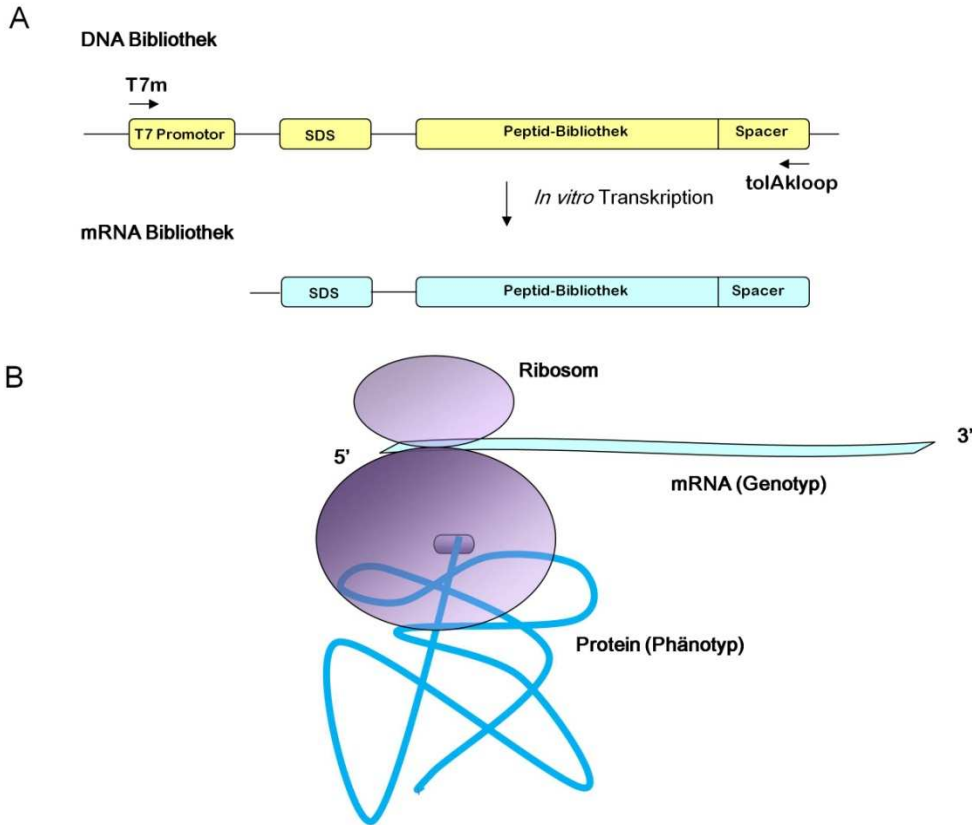 A
DNA Bibliothek
T7m
T7 Promotor
SDS
Peptid-Bibliothek
Spacer
tolAkloop
In vitro Transkription
mRNA Bibliothek
SDS
Peptid-Bibliothek
Spacer
B
Ribosom
5’
3’
mRNA (Genotyp)
Protein (Phänotyp)